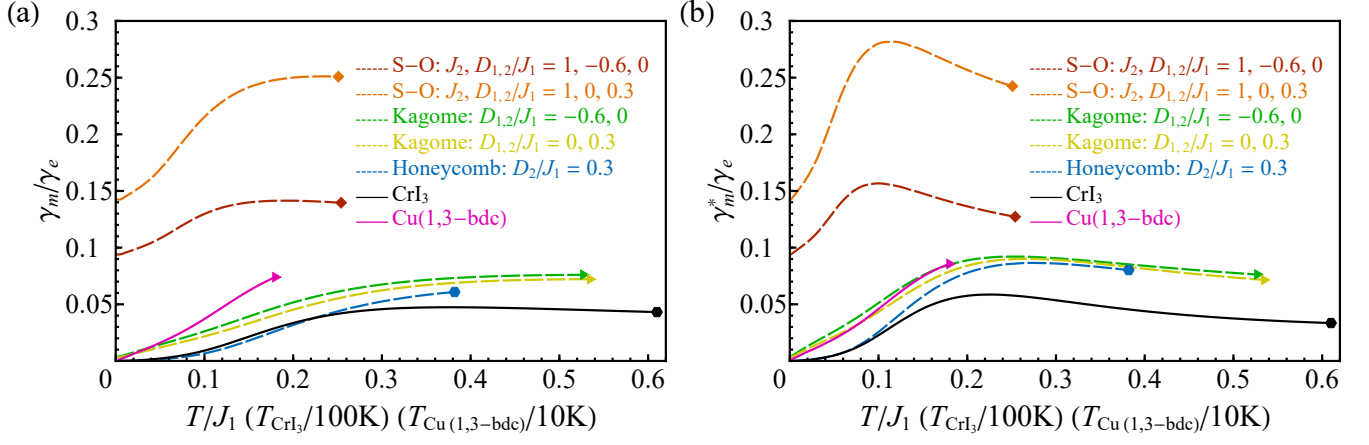 (a)
0.3
0.25
0.2
0.15
0.1
0.05
γm/γe
S−O: J2, D1,2/J1 = 1, −0.6, 0
S−O: J2, D1,2/J1 = 1, 0, 0.3
Kagome: D1,2/J1 = −0.6, 0
Kagome: D1,2/J1 = 0, 0.3
Honeycomb: D2/J1 = 0.3
CrI3
Cu(1,3−bdc)
0 0.1 0.2 0.3 0.4 0.5 0.6
T/J1 (TCrI3/100K) (TCu (1,3−bdc)/10K)
(b)
0.3
0.25
0.2
0.15
0.1
0.05
γ*m/γe
S−O: J2, D1,2/J1 = 1, −0.6, 0
S−O: J2, D1,2/J1 = 1, 0, 0.3
Kagome: D1,2/J1 = −0.6, 0
Kagome: D1,2/J1 = 0, 0.3
Honeycomb: D2/J1 = 0.3
CrI3
Cu(1,3−bdc)
0 0.1 0.2 0.3 0.4 0.5 0.6
T/J1 (TCrI3/100K) (TCu (1,3−bdc)/10K)